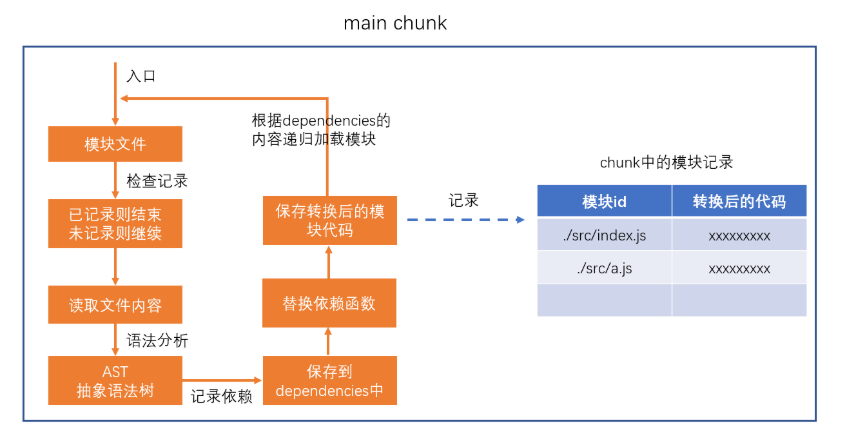 main chunk
入口
模块文件
检查记录
已记录则结束
未记录则继续
读取文件内容
语法分析
AST
抽象语法树
记录依赖
保存到
dependencies中
替换依赖函数
保存转换后的模
块代码
根据dependencies的
内容递归加载模块
记录
chunk中的模块记录
模块id 转换后的代码
./src/index.js xxxxxxxxx
./src/a.js xxxxxxxxx